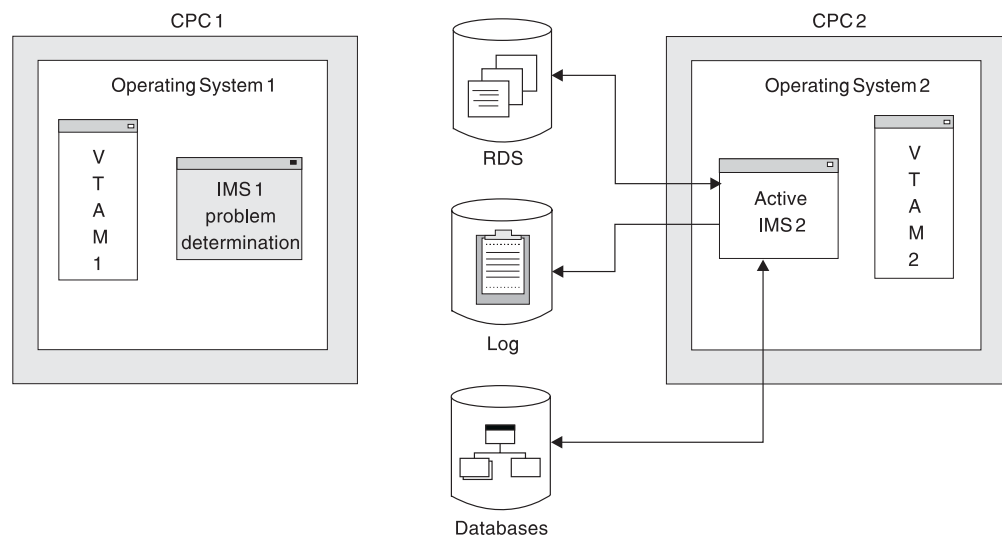 CPC 1
Operating System 1
V
T
A
M
1
IMS 1
problem
determination
RDS
Log
Databases
CPC 2
Operating System 2
Active
IMS 2
V
T
A
M
2